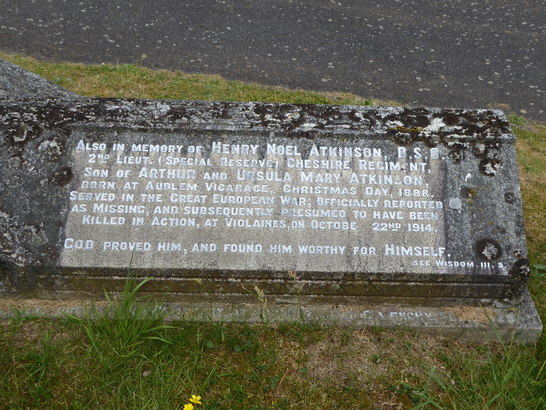 ALSO IN MEMORY OF HENRY NOEL ATKINSON, D.S.O.
2ND LIEUT. (SPECIAL RESERVE) CHESHIRE REGIMENT.
SON OF ARTHUR AND URSULA MARY ATKINSON.
BORN AT AUDLEM VICARAGE, CHRISTMAS DAY, 1888.
SERVED IN THE GREAT EUROPEAN WAR, OFFICIALLY REPORTED
AS MISSING, AND SUBSEQUENTLY PRESUMED TO HAVE BEEN
KILLED IN ACTION, AT VIOLAINES, ON OCTOBE 22ND 1914
GOD PROVED HIM, AND FOUND HIM WORTHY FOR HIMSELF.
SEE WISDOM III. 5.